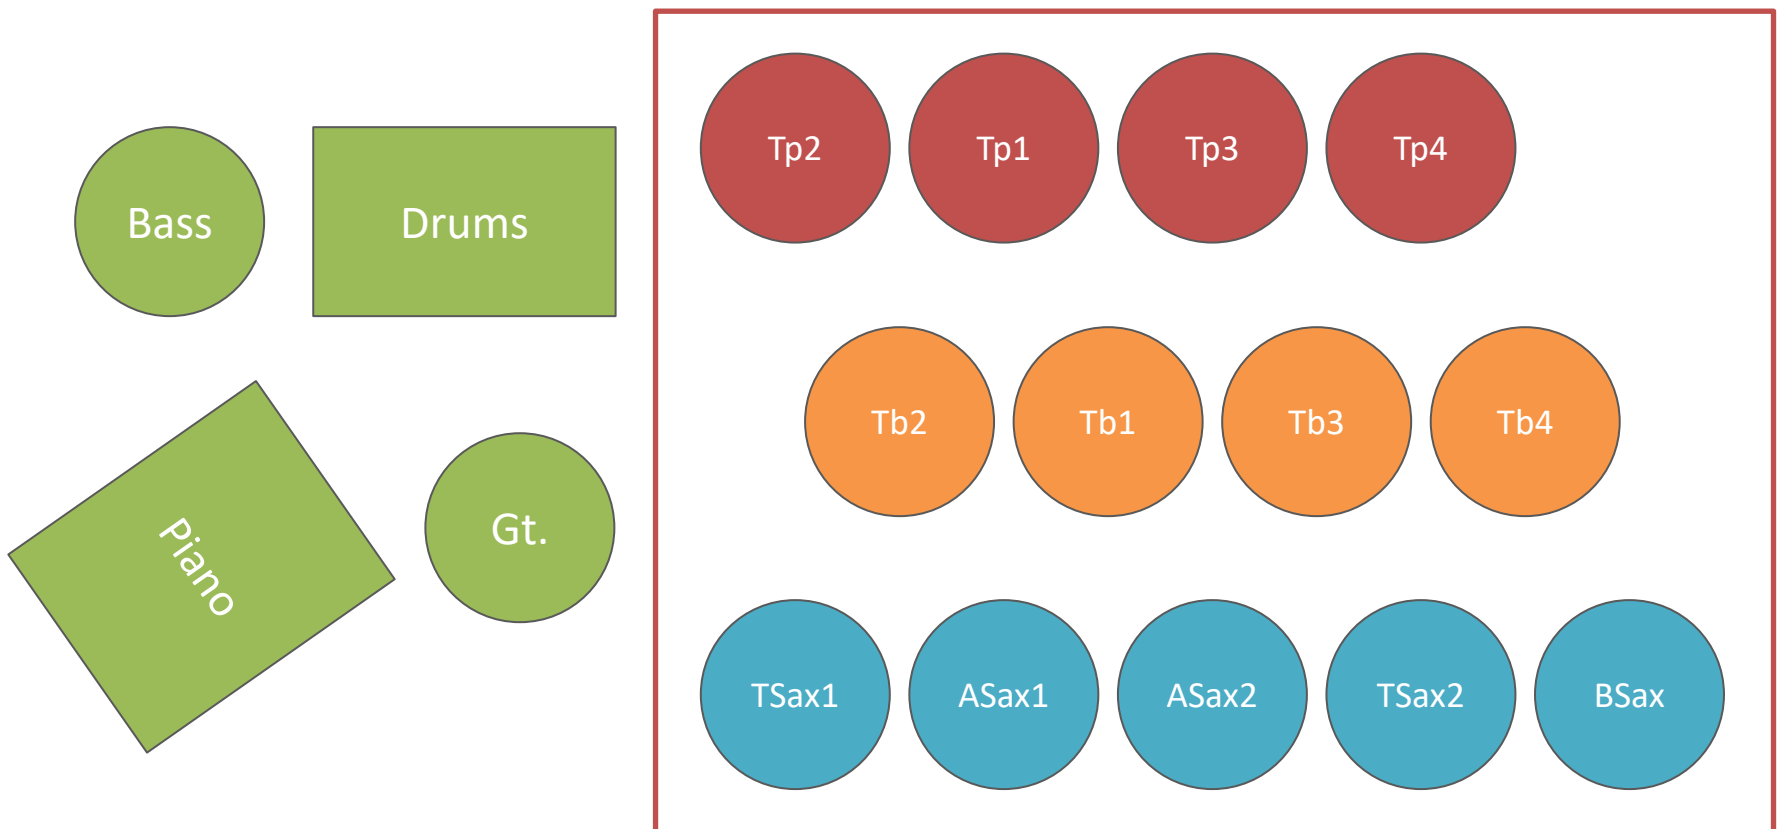 Bass
Drums
Piano
Gt.
Tp2 Tp1 Tp3 Tp4
Tb2 Tb1 Tb3 Tb4
TSax1 ASax1 ASax2 TSax2 BSax